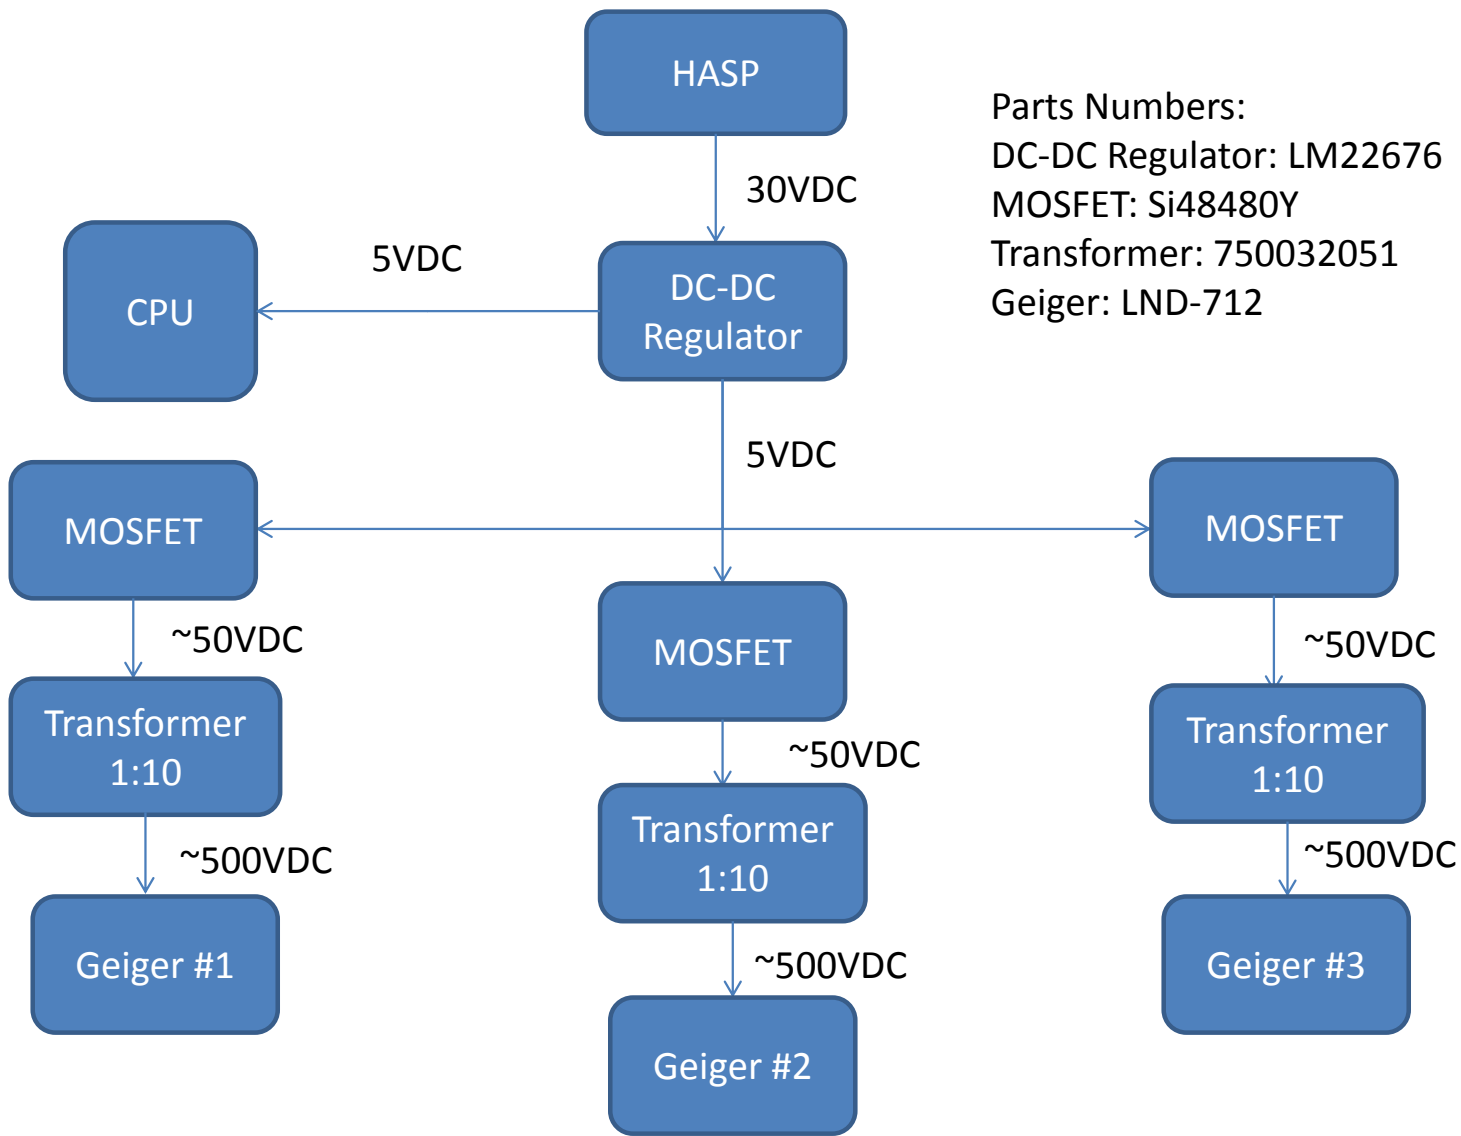 HASP
Parts Numbers:
DC-DC Regulator: LM22676
MOSFET: Si48480Y
Transformer: 750032051
Geiger: LND-712
30VDC
5VDC
CPU
DC-DC
Regulator
5VDC
MOSFET
MOSFET
MOSFET
~50VDC
~50VDC
~50VDC
Transformer
1:10
Transformer
1:10
Transformer
1:10
~500VDC
~500VDC
~500VDC
Geiger #1
Geiger #2
Geiger #3